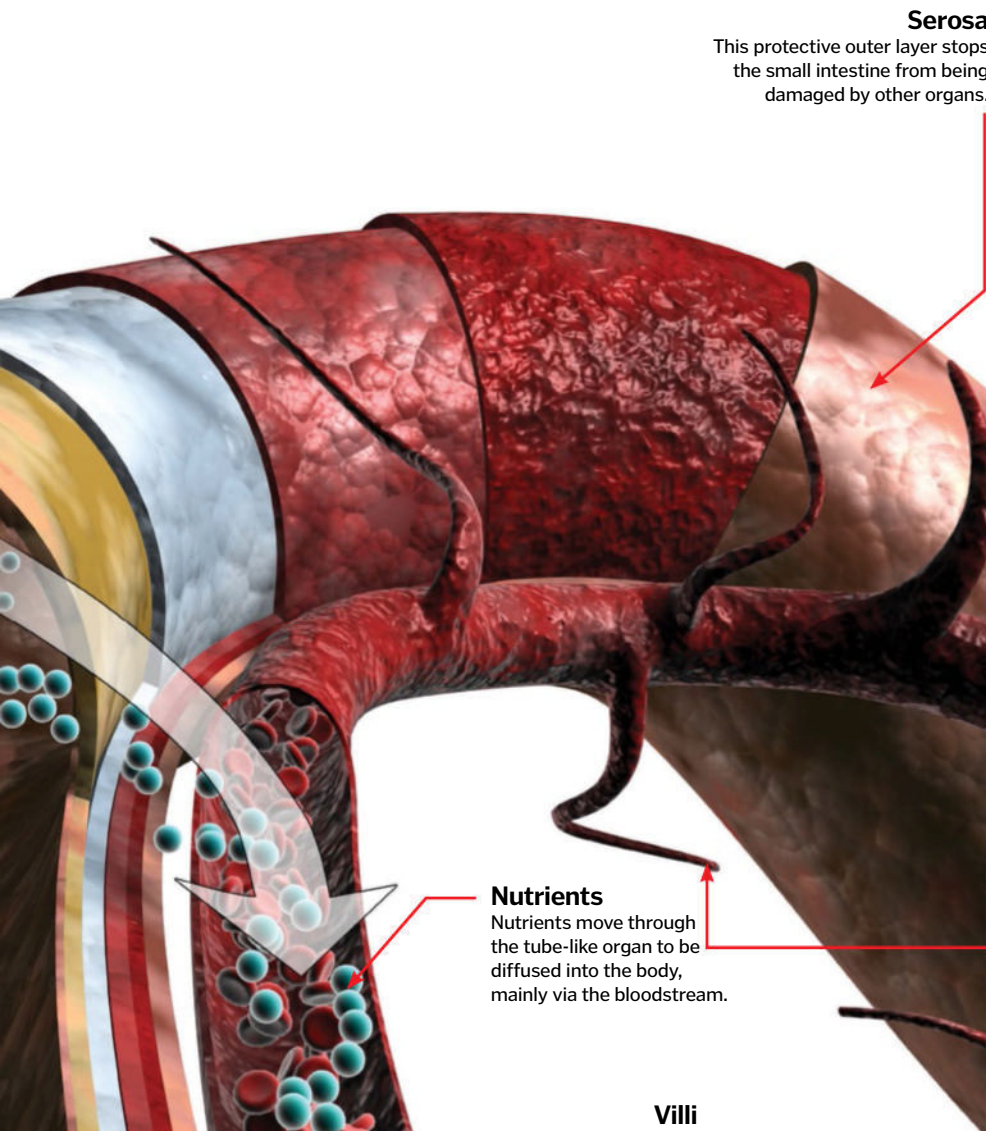 Serosa
This protective outer layer stops
the small intestine from being
damaged by other organs.
Nutrients
Nutrients move through
the tube-like organ to be
diffused into the body,
mainly via the bloodstream.
Villi